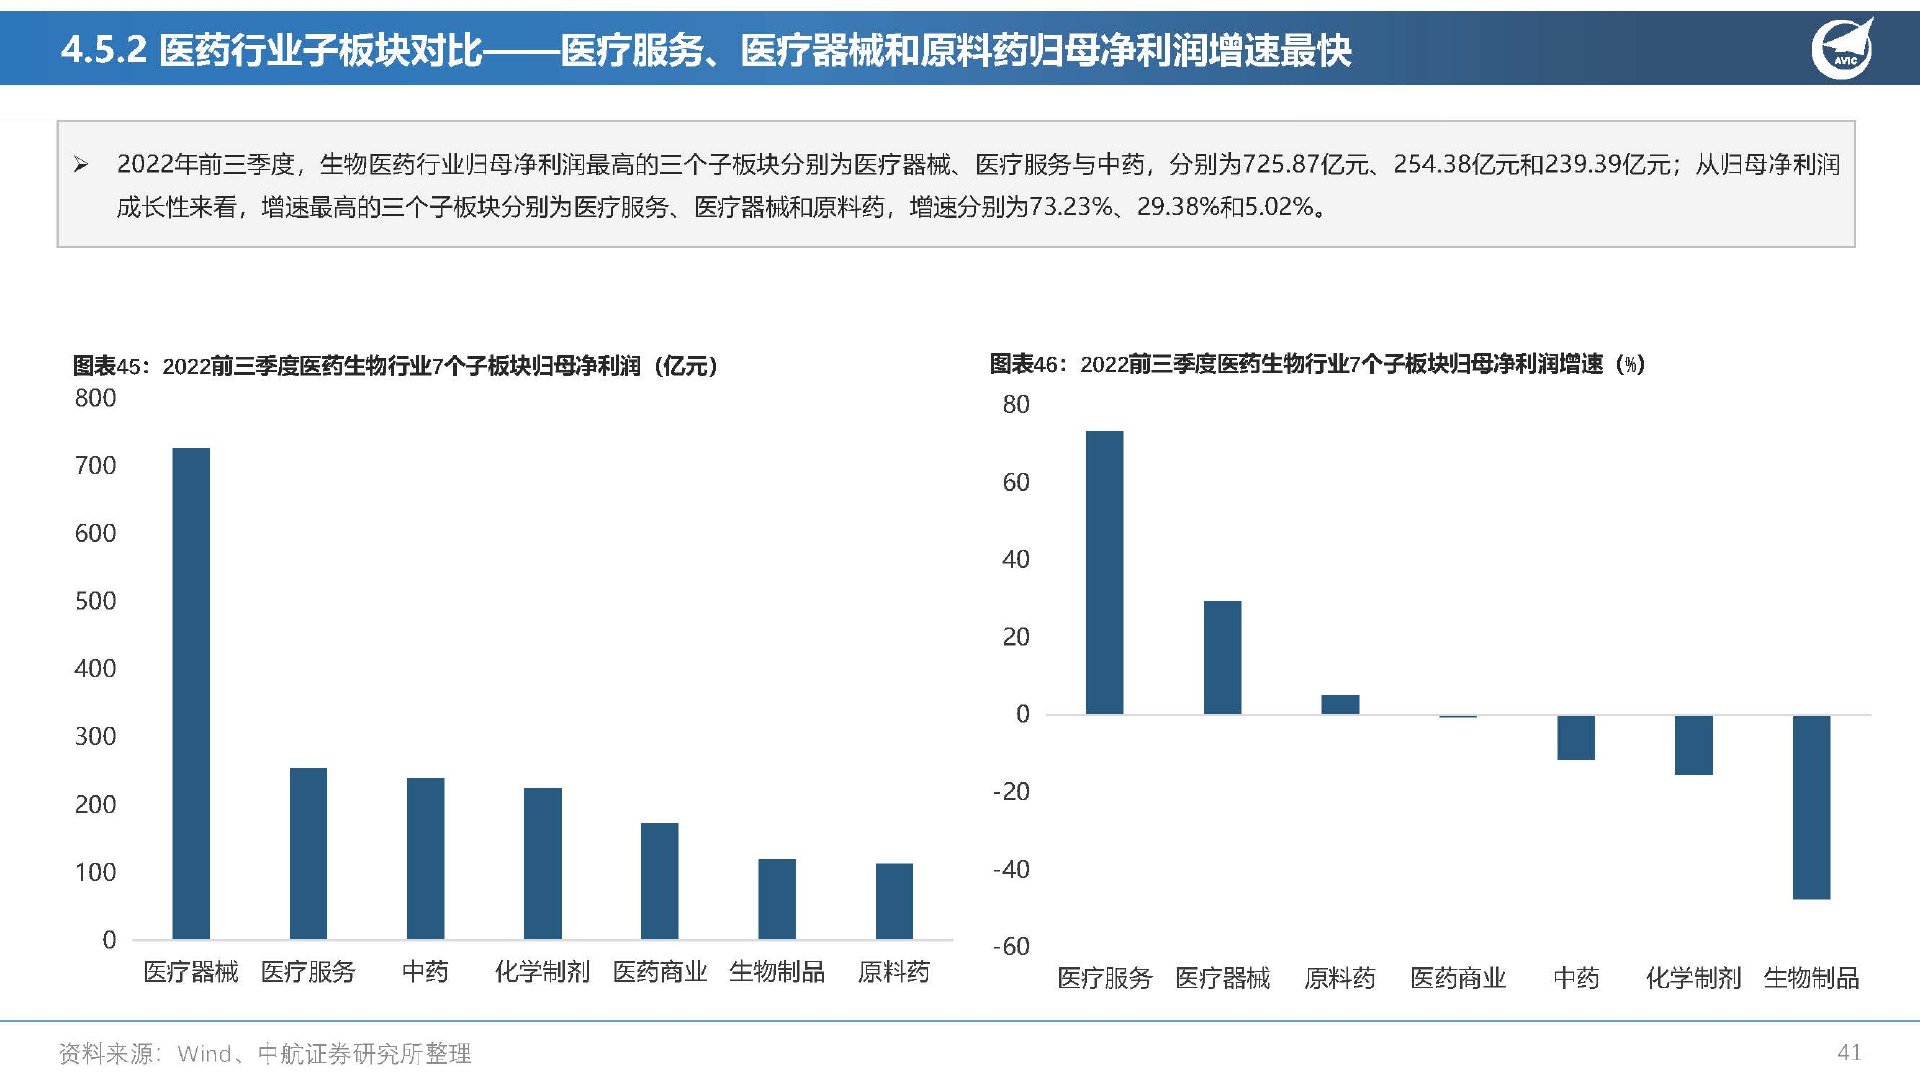 4.5.2 医药行业子板块对比——医疗服务、医疗器械和原料药归母净利润增速最快
AVIC
➢ 2022年前三季度，生物医药行业归母净利润最高的三个子板块分别为医疗器械、医疗服务与中药，分别为725.87亿元、254.38亿元和239.39亿元；从归母净利润
成长性来看，增速最高的三个子板块分别为医疗服务、医疗器械和原料药，增速分别为73.23%、29.38%和5.02%。
图表45：2022前三季度医药生物行业7个子板块归母净利润（亿元）
800
700
600
500
400
300
200
100
0
医疗器械 医疗服务 中药 化学制剂 医药商业 生物制品 原料药
图表46：2022前三季度医药生物行业7个子板块归母净利润增速（%）
80
60
40
20
0
-20
-40
-60
医疗服务 医疗器械 原料药 医药商业 中药 化学制剂 生物制品
资料来源：Wind、中航证券研究所整理
41